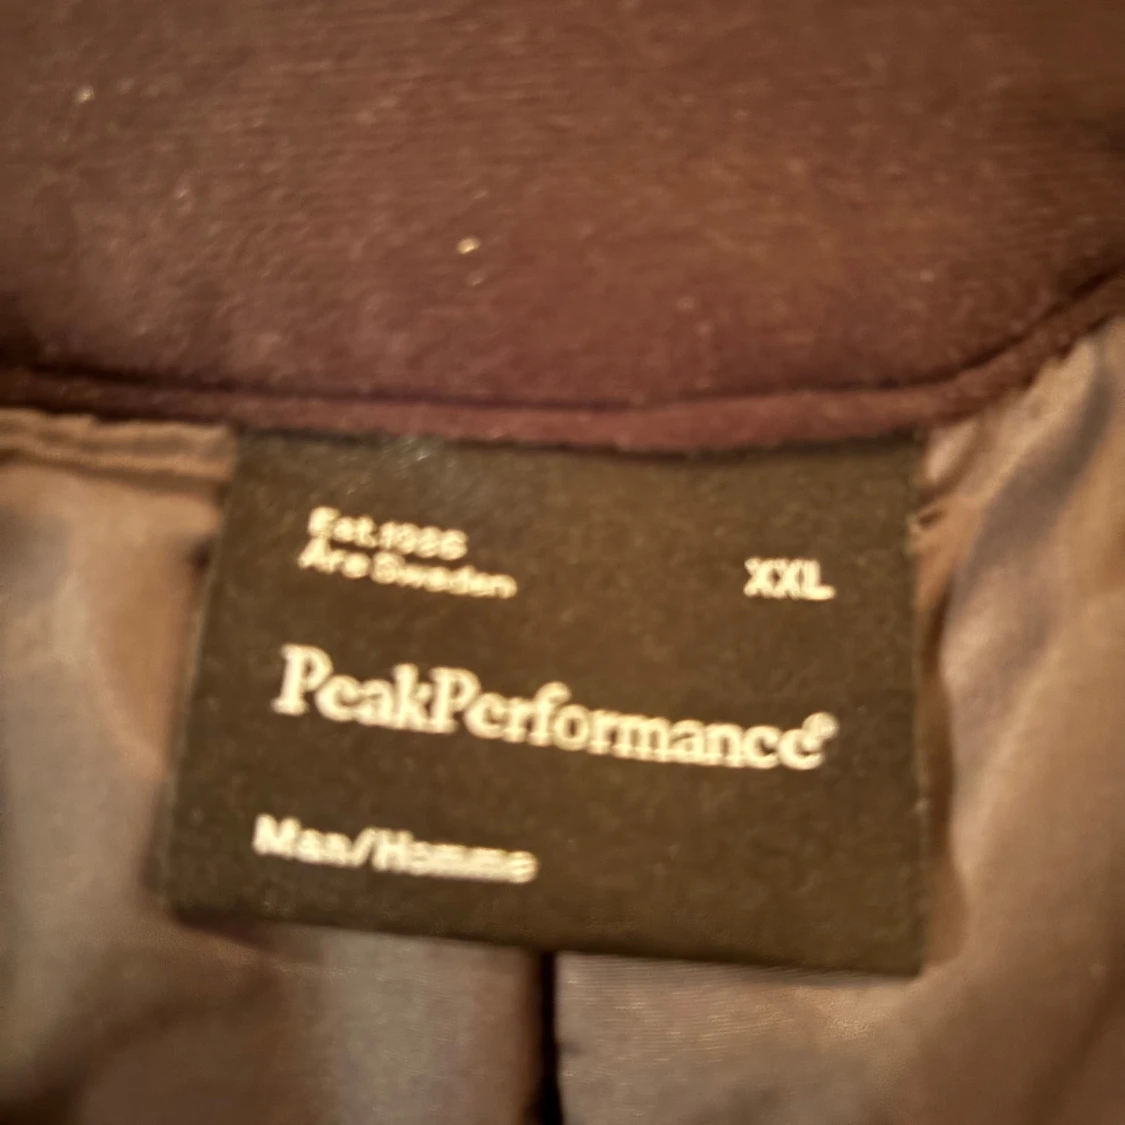 Est.1986
Åre Sweden
XXL
PeakPerformance®
Man/Homme